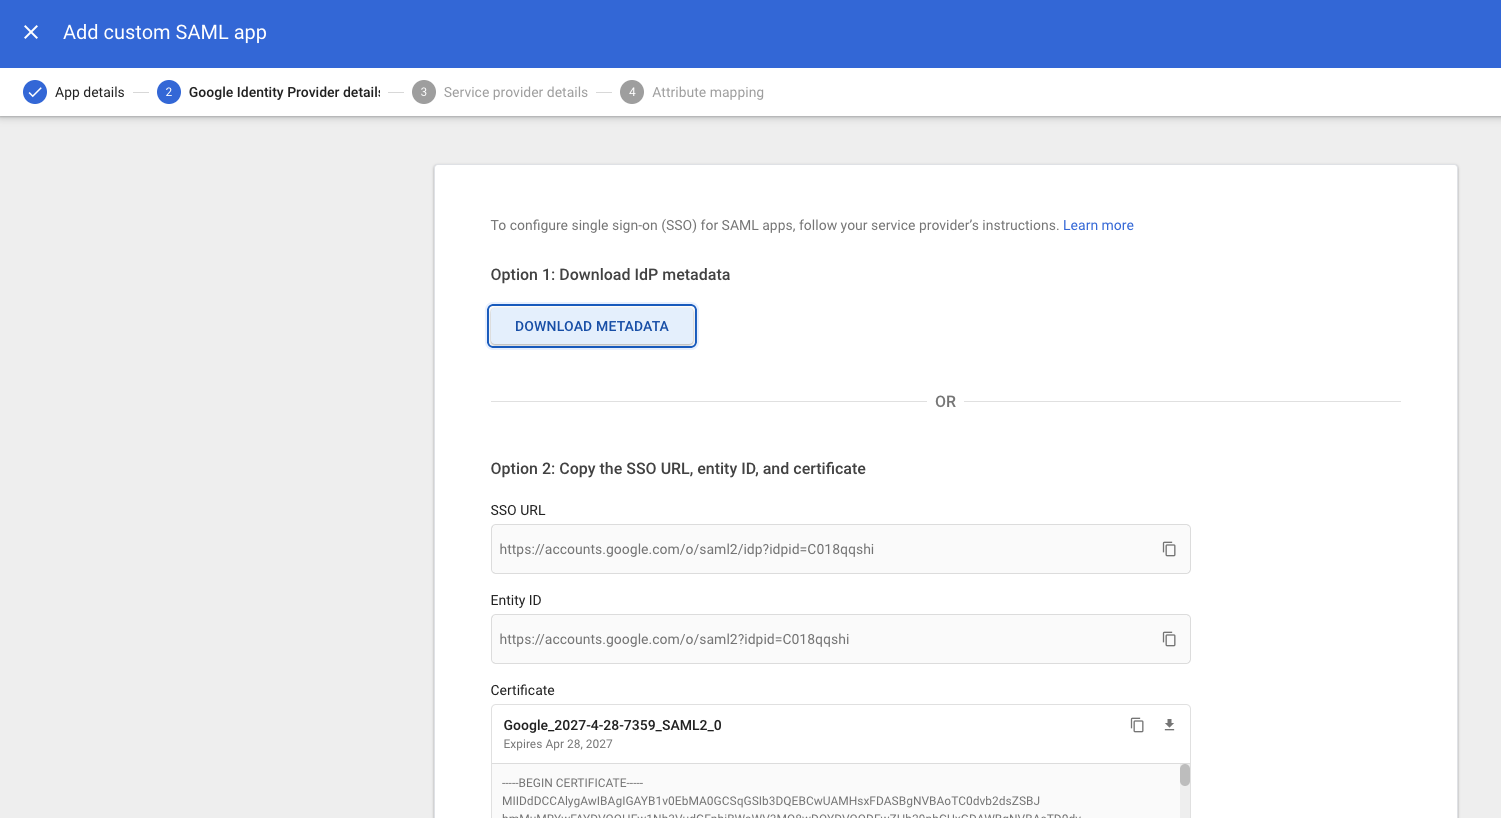 Add custom SAML app
App details
2 Google Identity Provider details
3 Service provider details
4 Attribute mapping
To configure single sign-on (SSO) for SAML apps, follow your service provider’s instructions. Learn more
Option 1: Download IdP metadata
DOWNLOAD METADATA
OR
Option 2: Copy the SSO URL, entity ID, and certificate
SSO URL
https://accounts.google.com/o/saml2/idp?idpid=C018qqshi
Entity ID
https://accounts.google.com/o/saml2?idpid=C018qqshi
Certificate
Google_2027-4-28-7359_SAML2_0
Expires Apr 28, 2027
-----BEGIN CERTIFICATE-----
MIIDdDCCAlygAwIBAgIGAYB1v0EbMA0GCSqGSIb3DQEBCwUAMHsxFDASBgNVBAoTC0dvb2dsZSBJ